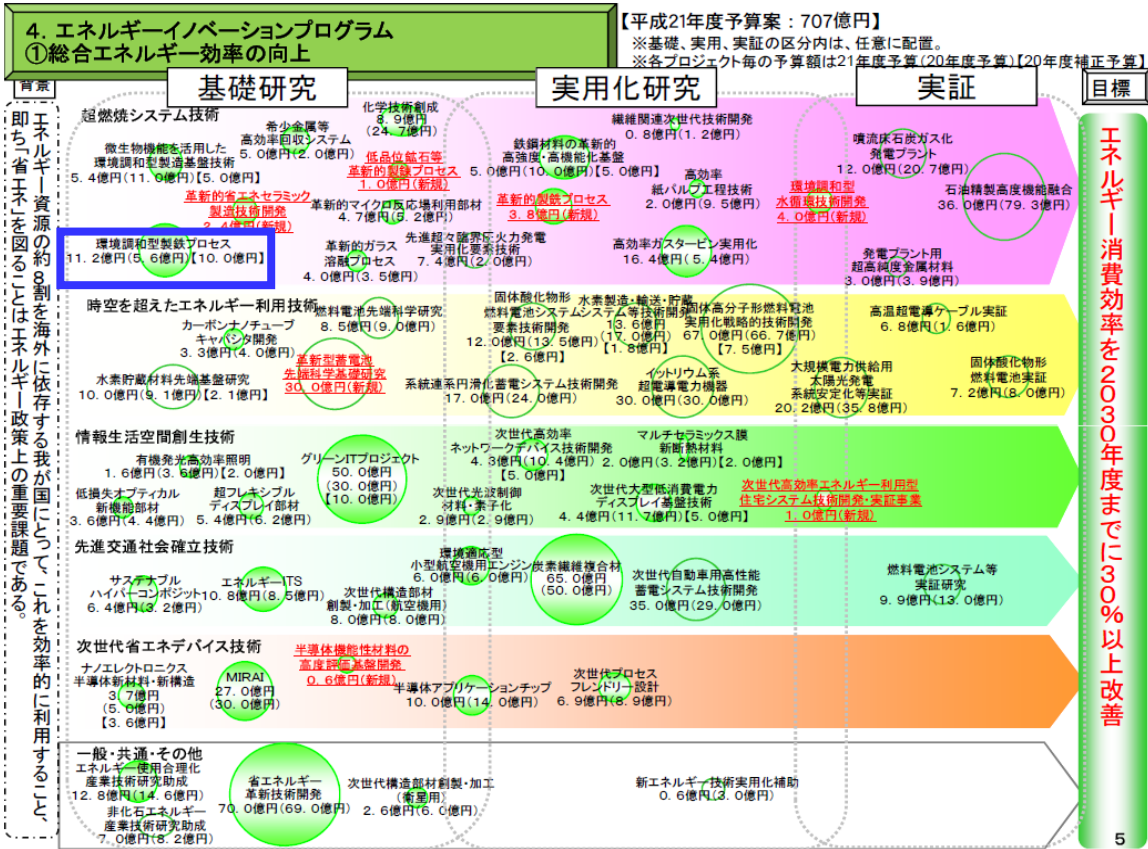 4. エネルギーイノベーションプログラム
①総合エネルギー効率の向上
【平成21年度予算案：707億円】
※基礎、実用、実証の区分内は、任意に配置。
※各プロジェクト毎の予算額は21年度予算(20年度予算)【20年度補正予算】
背景
基礎研究
実用化研究
実証
目標
エネルギー資源の約8割を海外に依存する我が国にとって、これを効率的に利用すること、
即ち「省エネ」を図ることはエネルギー政策上の重要課題である。
超燃焼システム技術
化学技術創成
8.9億円
(24.7億円)
希少金属等
高効率回収システム
5.0億円(2.0億円)
微生物機能を活用した
環境調和型製造基盤技術
5.4億円(11.0億円)【5.0億円】
低品位鉱石等
革新的製錬プロセス
1.0億円(新規)
革新的省エネセラミック
製造技術開発
2.4億円(新規)
革新的マイクロ反応場利用部材
4.7億円(5.2億円)
環境調和型製鉄プロセス
11.2億円(5.6億円)【10.0億円】
革新的ガラス
溶融プロセス
4.0億円(3.5億円)
先進超々臨界圧火力発電
実用化要素技術
7.4億円(2.0億円)
繊維関連次世代技術開発
0.8億円(1.2億円)
鉄鋼材料の革新的
高強度・高機能化基盤
5.0億円(10.0億円)【5.0億円】
高効率
紙パルプ工程技術
2.0億円(9.5億円)
革新的製鉄プロセス
3.8億円(新規)
高効率ガスタービン実用化
16.4億円(5.4億円)
環境調和型
水循環技術開発
4.0億円(新規)
噴流床石炭ガス化
発電プラント
12.0億円(20.7億円)
石油精製高度機能融合
36.0億円(79.3億円)
発電プラント用
超高純度金属材料
3.0億円(3.9億円)
時空を超えたエネルギー利用技術
カーボンナノチューブ
キャパシタ開発
3.3億円(4.0億円)
燃料電池先端科学研究
8.5億円(9.0億円)
水素貯蔵材料先端基盤研究
10.0億円(9.1億円)【2.1億円】
革新型蓄電池
先端科学基礎研究
30.0億円(新規)
固体酸化物形
燃料電池システム
要素技術開発
12.0億円(13.5億円)
【2.6億円】
水素製造・輸送・貯蔵
システム等技術開発
13.6億円
(17.0億円)
【1.8億円】
固体高分子形燃料電池
実用化戦略的技術開発
67.0億円(66.7億円)
【7.5億円】
系統連系円滑化蓄電システム技術開発
17.0億円(24.0億円)
イットリウム系
超電導電力機器
30.0億円(30.0億円)
高温超電導ケーブル実証
6.8億円(1.6億円)
大規模電力供給用
太陽光発電
系統安定化等実証
20.2億円(35.8億円)
固体酸化物形
燃料電池実証
7.2億円(8.0億円)
情報生活空間創生技術
有機発光高効率照明
1.6億円(3.6億円)【2.0億円】
グリーンITプロジェクト
50.0億円
(30.0億円)
【10.0億円】
低損失オプティカル
新機能部材
3.6億円(4.4億円)
超フレキシブル
ディスプレイ部材
5.4億円(6.2億円)
次世代高効率
ネットワークデバイス技術開発
4.3億円(10.4億円)
【5.0億円】
マルチセラミックス膜
新断熱材料
2.0億円(3.2億円)【2.0億円】
次世代光波制御
材料・素子化
2.9億円(2.9億円)
次世代大型低消費電力
ディスプレイ基盤技術
4.4億円(11.7億円)【5.0億円】
次世代高効率エネルギー利用型
住宅システム技術開発・実証事業
1.0億円(新規)
先進交通社会確立技術
サステナブル
ハイパーコンポジット
6.4億円(3.2億円)
エネルギーITS
10.8億円(8.5億円)
次世代構造部材
創製・加工(航空機用)
8.0億円(8.0億円)
環境適応型
小型航空機用エンジン
6.0億円(6.0億円)
炭素繊維複合材
65.0億円
(50.0億円)
次世代自動車用高性能
蓄電システム技術開発
35.0億円(29.0億円)
燃料電池システム等
実証研究
9.9億円(13.0億円)
次世代省エネデバイス技術
ナノエレクトロニクス
半導体新材料・新構造
3.7億円
(5.0億円)
【3.6億円】
MIRAI
27.0億円
(30.0億円)
半導体機能性材料の
高度評価基盤開発
0.6億円(新規)
半導体アプリケーションチップ
10.0億円(14.0億円)
次世代プロセス
フレンドリー設計
6.9億円(8.9億円)
一般・共通・その他
エネルギー使用合理化
産業技術研究助成
12.8億円(14.6億円)
非化石エネルギー
産業技術研究助成
7.0億円(8.2億円)
省エネルギー
革新技術開発
70.0億円(69.0億円)
次世代構造部材創製・加工
(衛星用)
2.6億円(6.0億円)
新エネルギー技術実用化補助
0.6億円(3.0億円)
エネルギー消費効率を2030年度までに30%以上改善
5